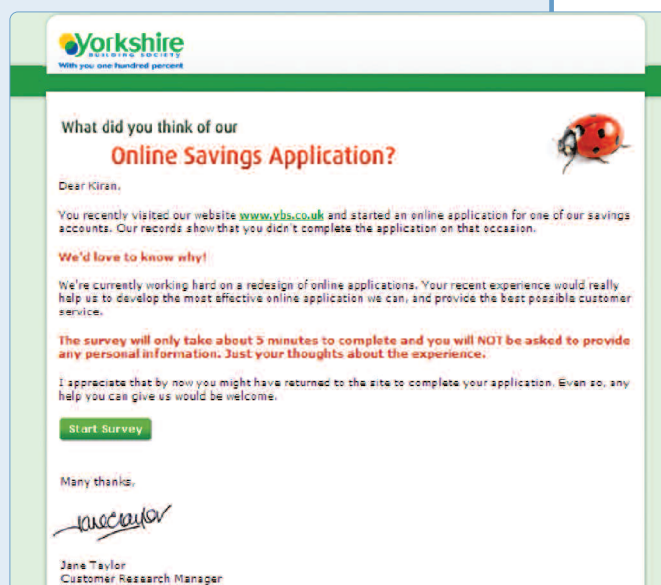 Yorkshire
BUILDING SOCIETY
With you one hundred percent
What did you think of our
Online Savings Application?
Dear Kiran,
You recently visited our website www.ybs.co.uk and started an online application for one of our savings
accounts. Our records show that you didn't complete the application on that occasion.
We'd love to know why!
We're currently working hard on a redesign of online applications. Your recent experience would really
help us to develop the most effective online application we can, and provide the best possible customer
service.
The survey will only take about 5 minutes to complete and you will NOT be asked to provide
any personal information. Just your thoughts about the experience.
I appreciate that by now you might have returned to the site to complete your application. Even so, any
help you can give us would be welcome.
Start Survey
Many thanks,
Jane Taylor
Jane Taylor
Customer Research Manager